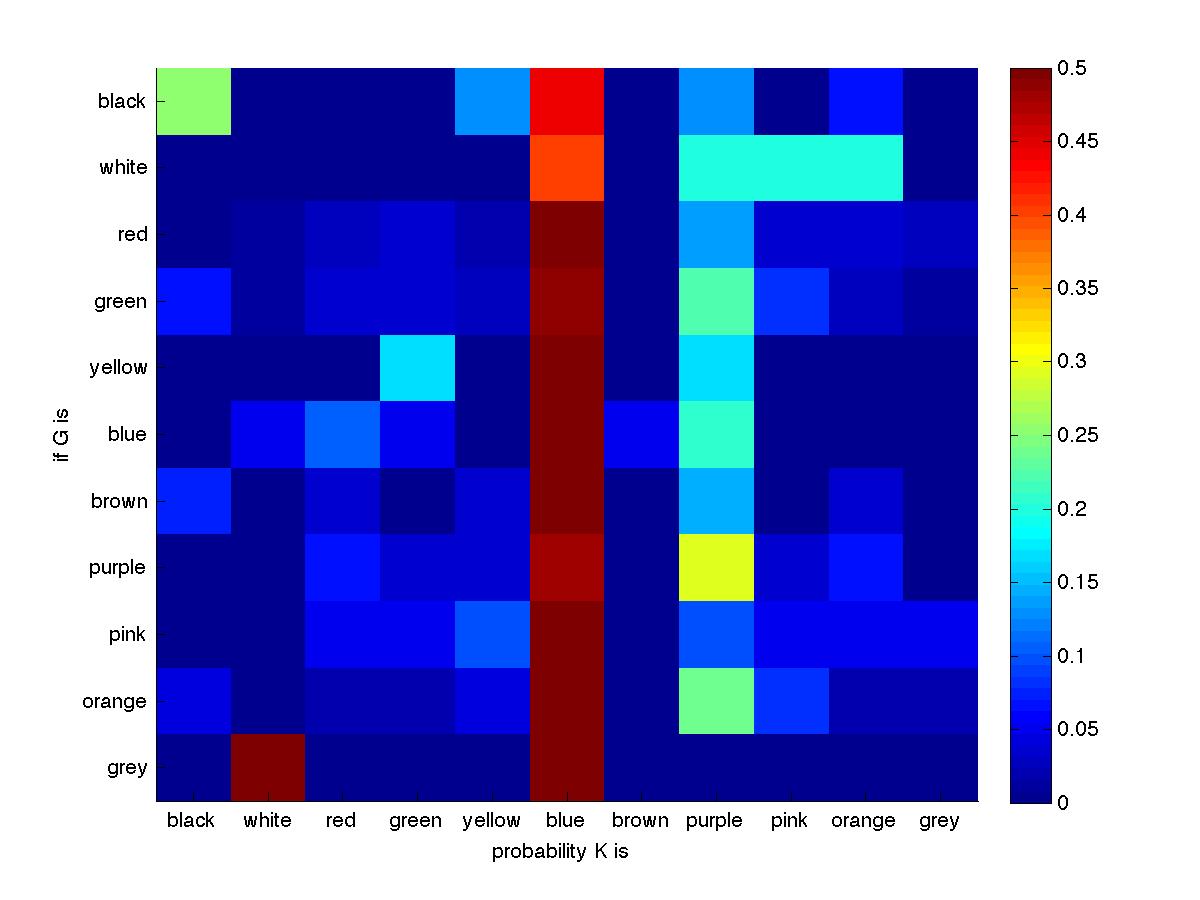 black
white
red
green
yellow
blue
brown
purple
pink
orange
grey
if G is
black white red green yellow blue brown purple pink orange grey
probability K is
0.5
0.45
0.4
0.35
0.3
0.25
0.2
0.15
0.1
0.05
0